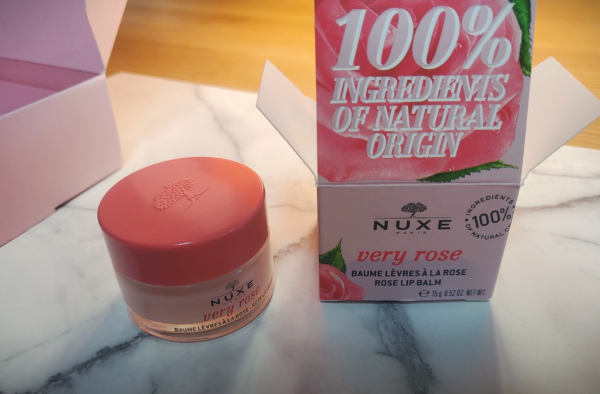 100%
INGREDIENTS
OF NATURAL
ORIGIN
NUXE
PARIS
INGREDIENTS
100%
OF NATURAL
very rose
BAUME LÈVRES À LA ROSE
ROSE LIP BALM
℮ 15g 0.52 OZ. NET WT.
NUXE
very rose
BAUME LÈVRES À LA ROSE